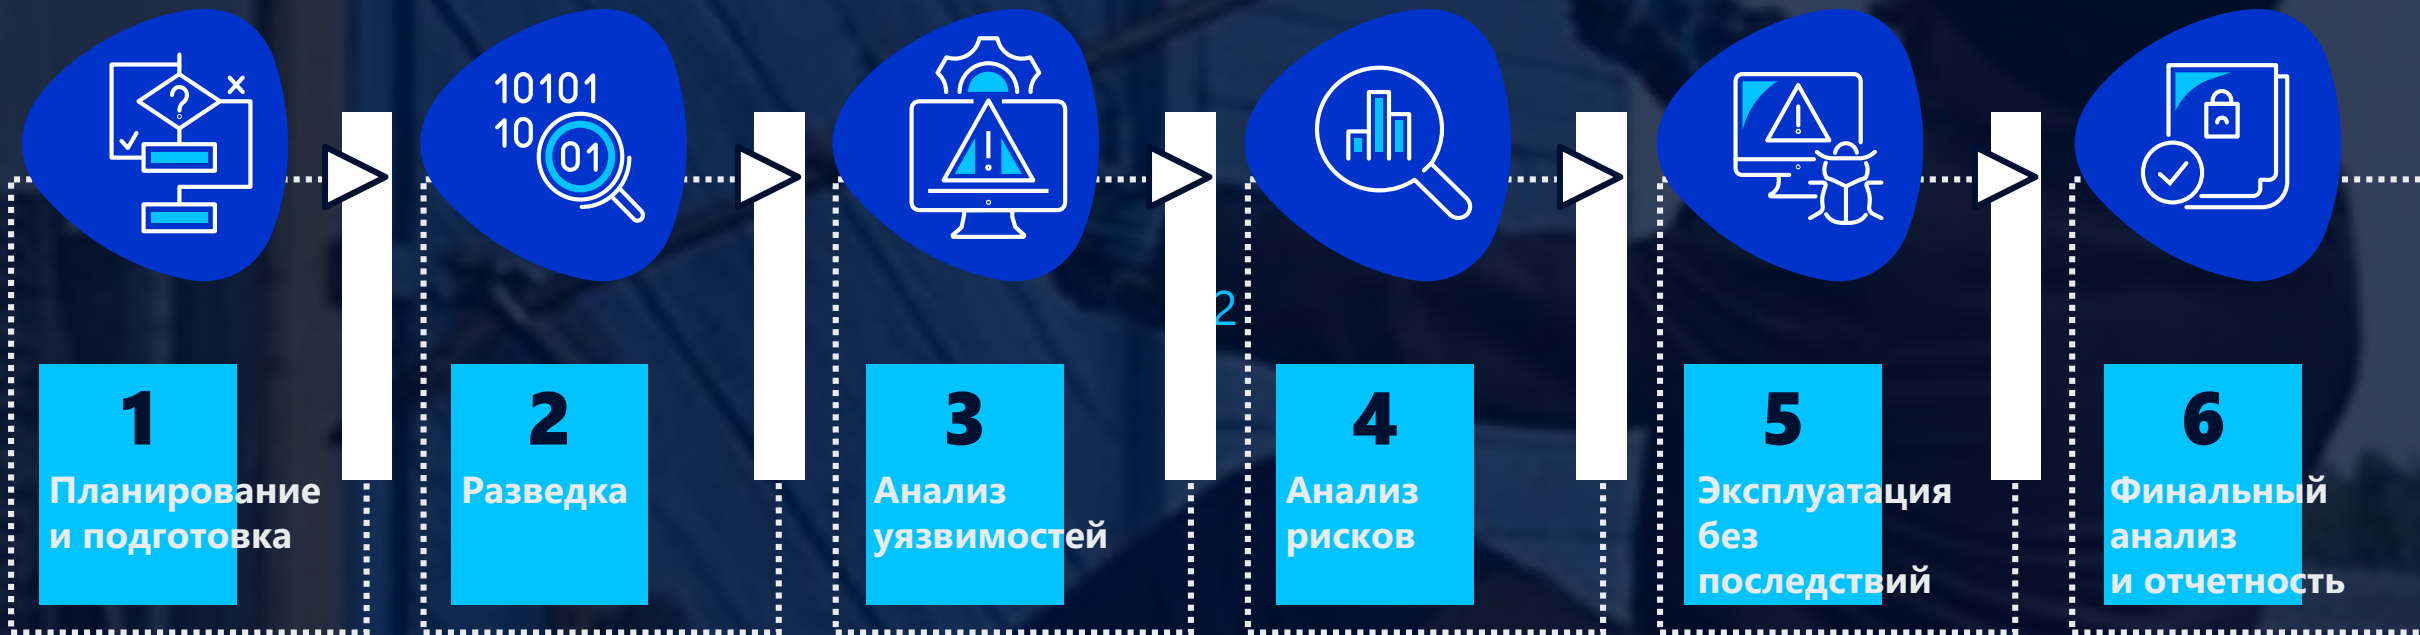 10101
10
01
2
1
Планирование
и подготовка
2
Разведка
3
Анализ
уязвимостей
4
Анализ
рисков
5
Эксплуатация
без
последствий
6
Финальный
анализ
и отчетность